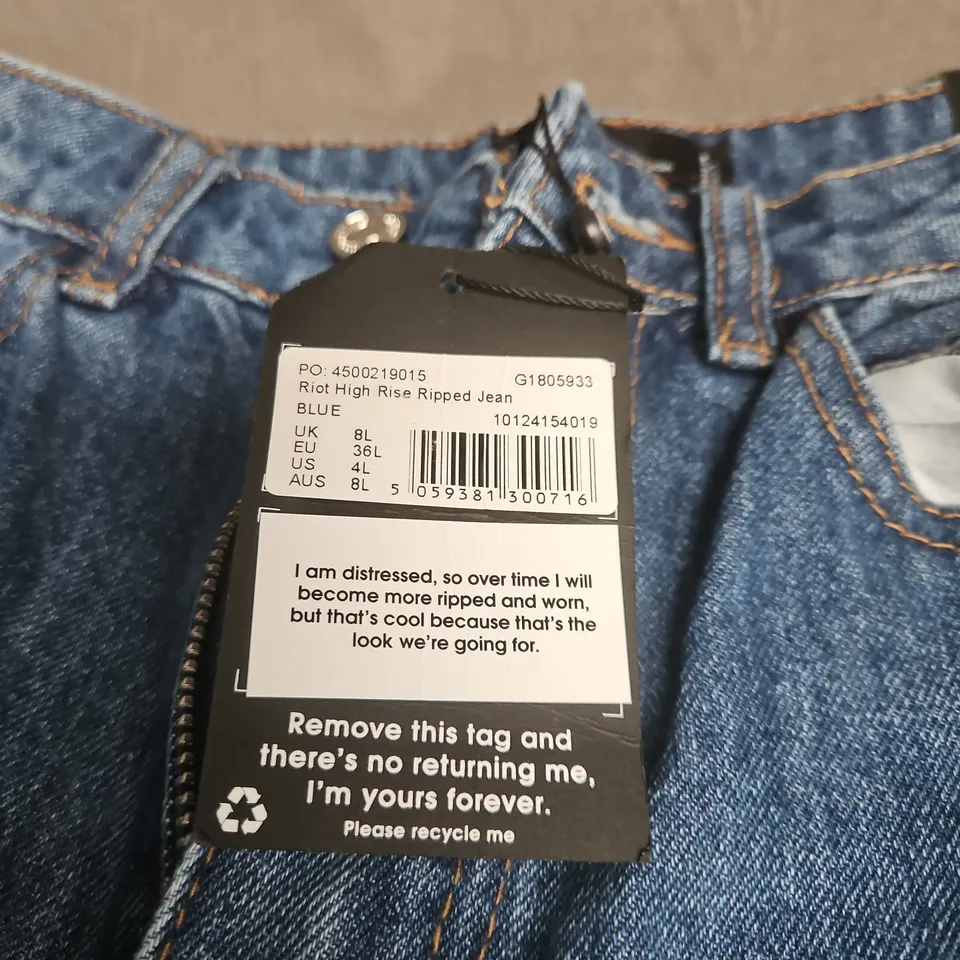 PO: 4500219015 G1805933
Riot High Rise Ripped Jean
BLUE 10124154019
UK 8L
EU 36L
US 4L
AUS 8L
5 059381 300716
I am distressed, so over time I will
become more ripped and worn,
but that's cool because that's the
look we're going for.
Remove this tag and
there's no returning me,
I'm yours forever.
Please recycle me